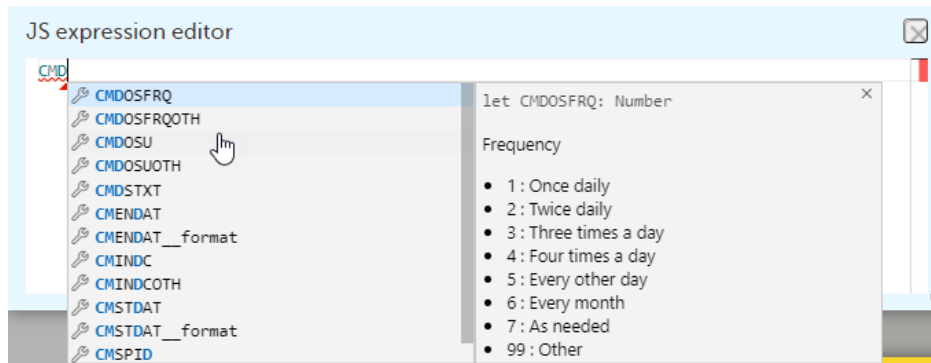 JS expression editor
CMD
CMDOSFRQ
CMDOSFRQOTH
CMDOSU
CMDOSUOTH
CMDSTXT
CMENDAT
CMENDAT__format
CMINDC
CMINDCOTH
CMSTDAT
CMSTDAT__format
CMSPID
let CMDOSFRQ: Number
Frequency
• 1 : Once daily
• 2 : Twice daily
• 3 : Three times a day
• 4 : Four times a day
• 5 : Every other day
• 6 : Every month
• 7 : As needed
• 99 : Other